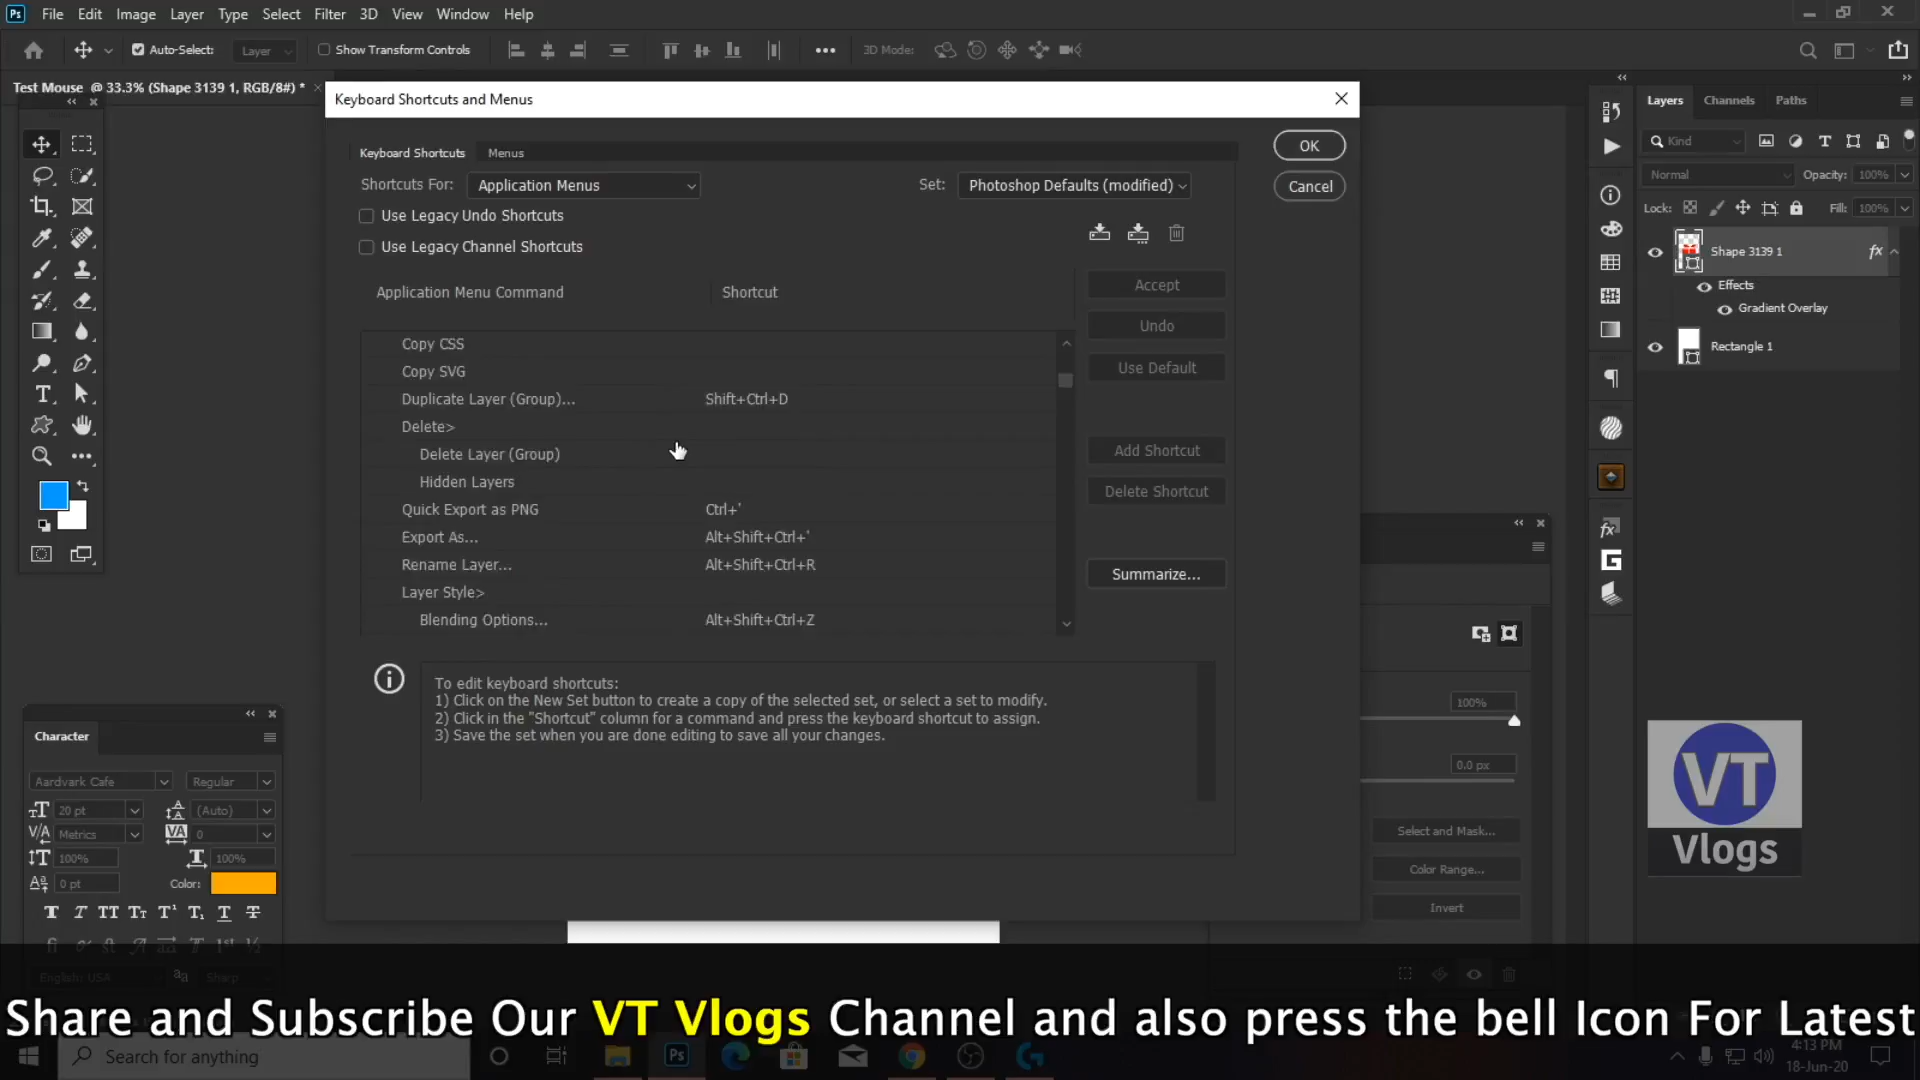 Ps File Edit Image Layer Type Select Filter 3D View Window Help
Auto-Select: Layer Show Transform Controls 3D Mode:
Test Mouse @ 33.3% (Shape 3139 1, RGB/8#) *
Keyboard Shortcuts and Menus
Keyboard Shortcuts Menus
OK
Shortcuts For: Application Menus Set: Photoshop Defaults (modified)
Cancel
Use Legacy Undo Shortcuts
Use Legacy Channel Shortcuts
Application Menu Command Shortcut
Accept
Undo
Use Default
Add Shortcut
Delete Shortcut
Summarize...
Copy CSS
Copy SVG
Duplicate Layer (Group)... Shift+Ctrl+D
Delete>
Delete Layer (Group)
Hidden Layers
Quick Export as PNG Ctrl+'
Export As... Alt+Shift+Ctrl+'
Rename Layer... Alt+Shift+Ctrl+R
Layer Style>
Blending Options... Alt+Shift+Ctrl+Z
To edit keyboard shortcuts:
1) Click on the New Set button to create a copy of the selected set, or select a set to modify.
2) Click in the "Shortcut" column for a command and press the keyboard shortcut to assign.
3) Save the set when you are done editing to save all your changes.
Layers Channels Paths
Kind
Normal Opacity: 100%
Lock: Fill: 100%
Shape 3139 1 fx
Effects
Gradient Overlay
Rectangle 1
100%
0.0 px
Select and Mask...
Color Range...
Invert
Character
Aardvark Cafe Regular
20 pt (Auto)
Metrics 0
100% 100%
0 pt Color:
English: USA aa Sharp
VT
Vlogs
Share and Subscribe Our VT Vlogs Channel and also press the bell Icon For Latest
Search for anything
Ps
4:13 PM
18-Jun-20